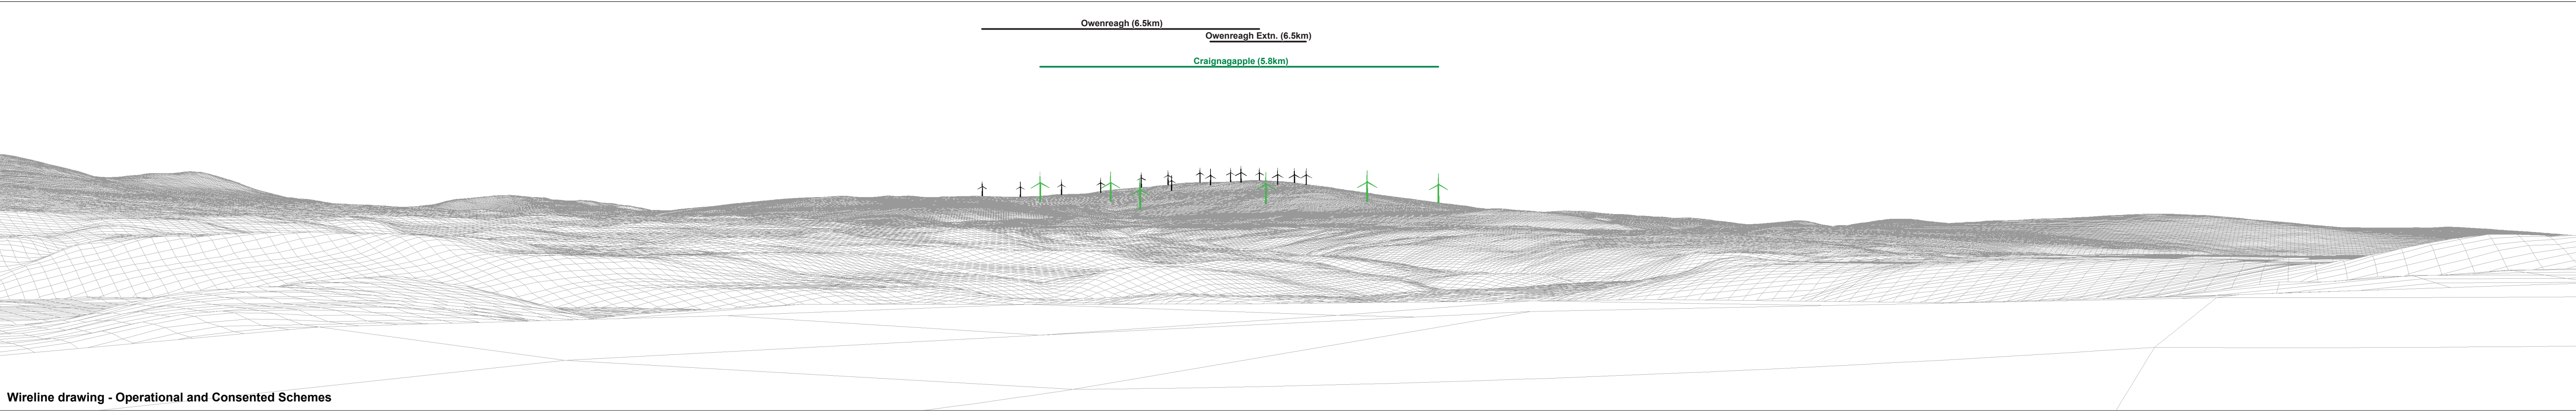 Owenreagh (6.5km)
Owenreagh Extn. (6.5km)
Craignagapple (5.8km)
Wireline drawing - Operational and Consented Schemes